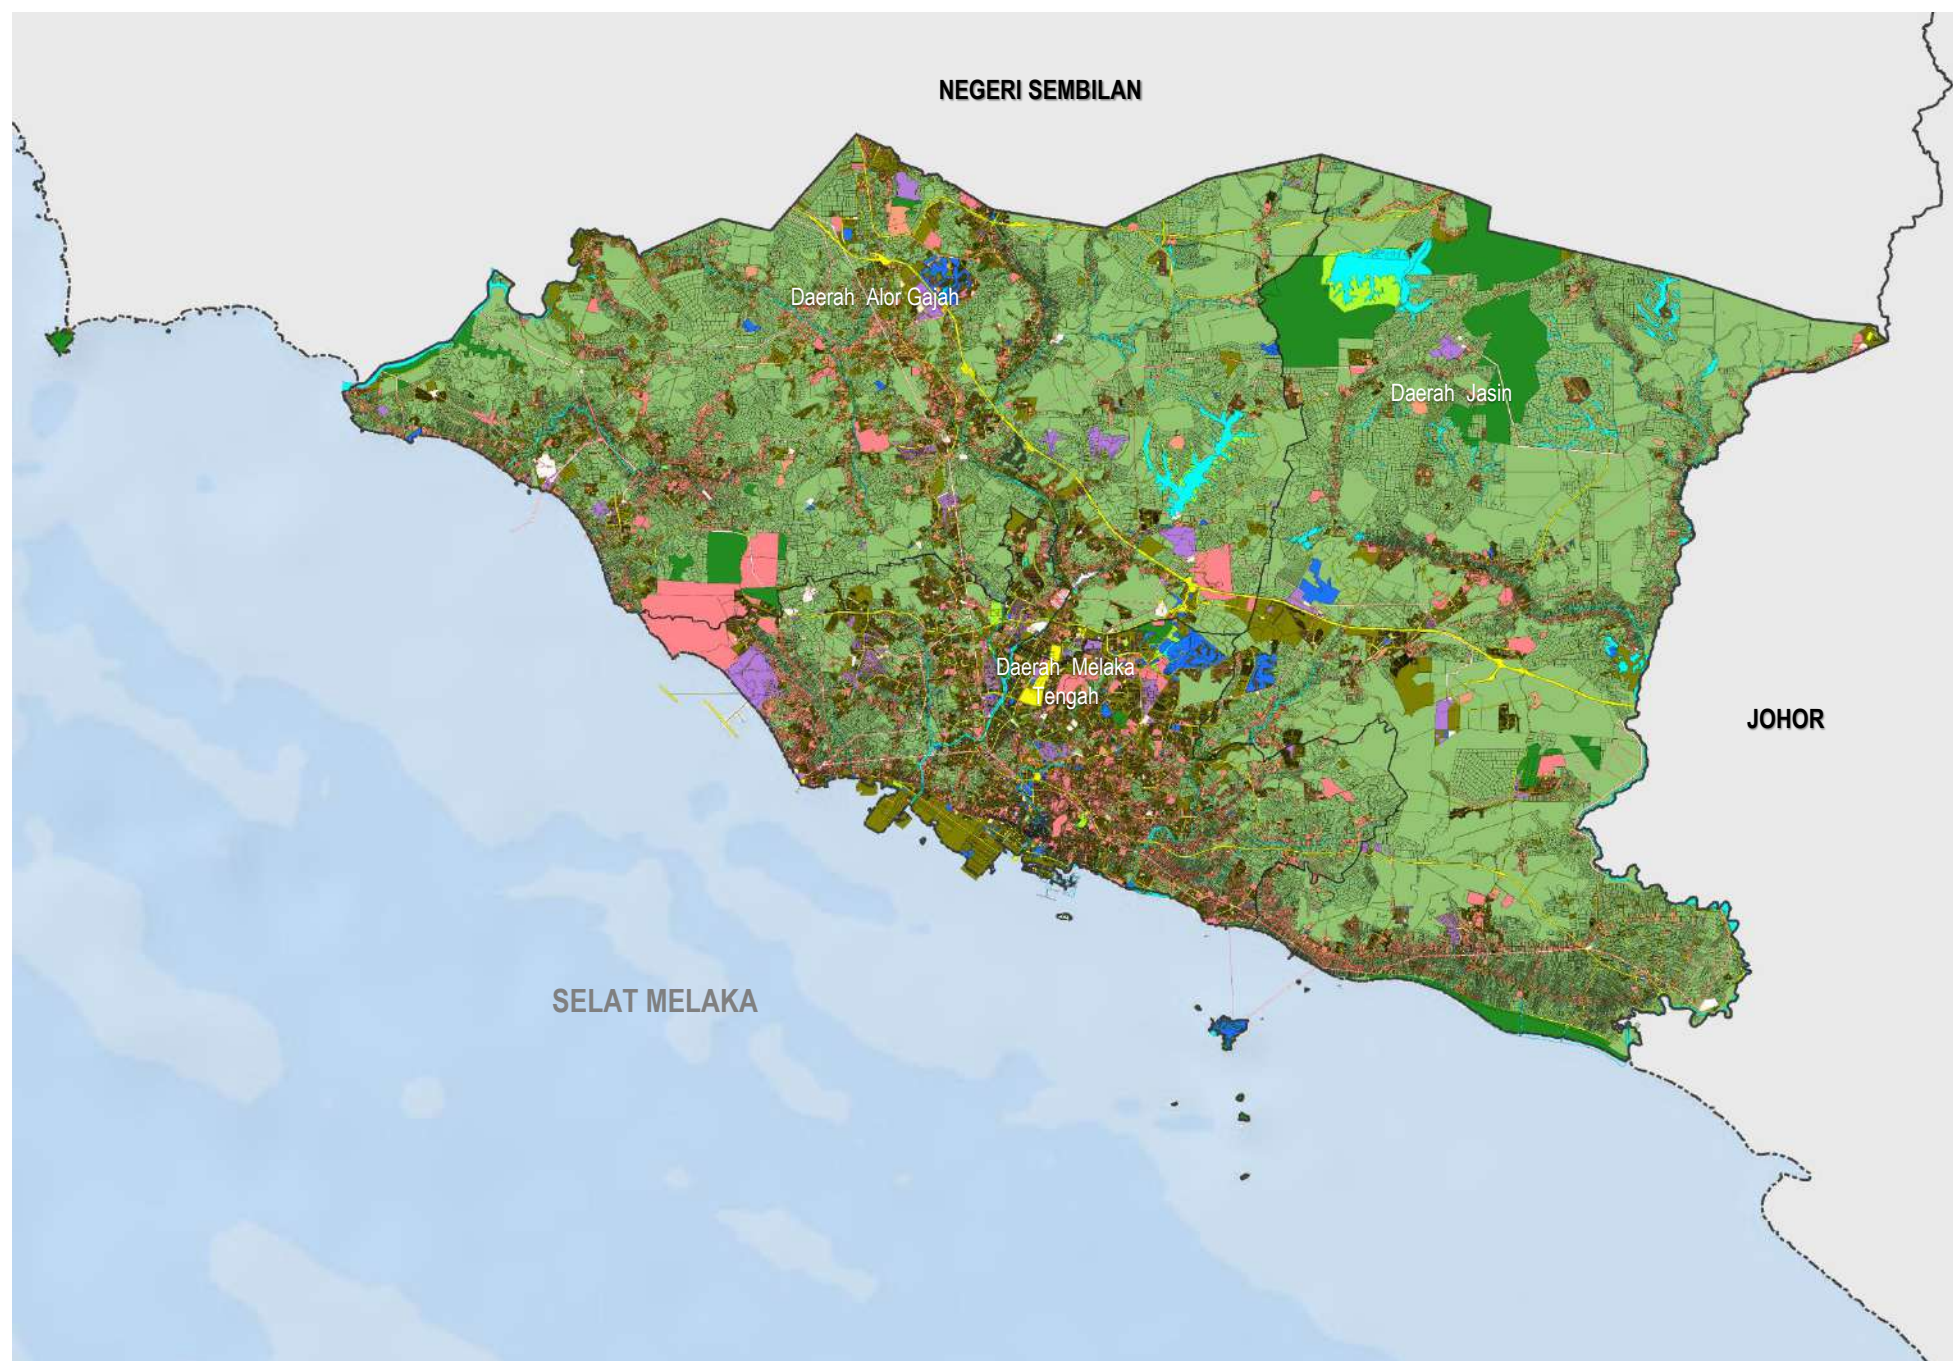 NEGERI SEMBILAN
Daerah Alor Gajah
Daerah Jasin
Daerah Melaka
Tengah
JOHOR
SELAT MELAKA